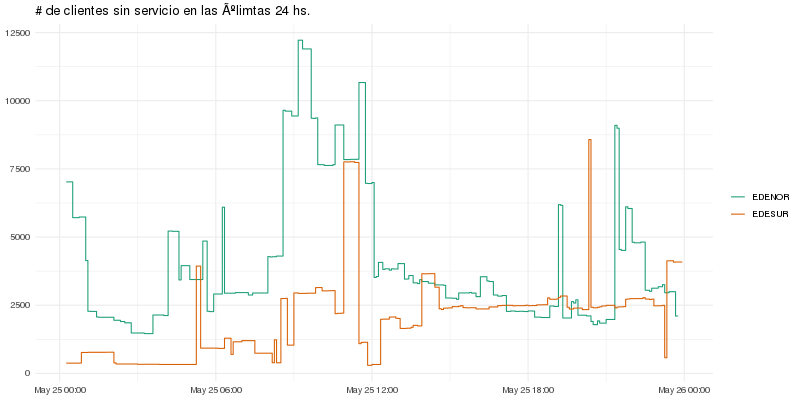 # de clientes sin servicio en las Ãºlimtas 24 hs.
12500
10000
7500
5000
2500
0
May 25 00:00
May 25 06:00
May 25 12:00
May 25 18:00
May 26 00:00
EDENOR
EDESUR